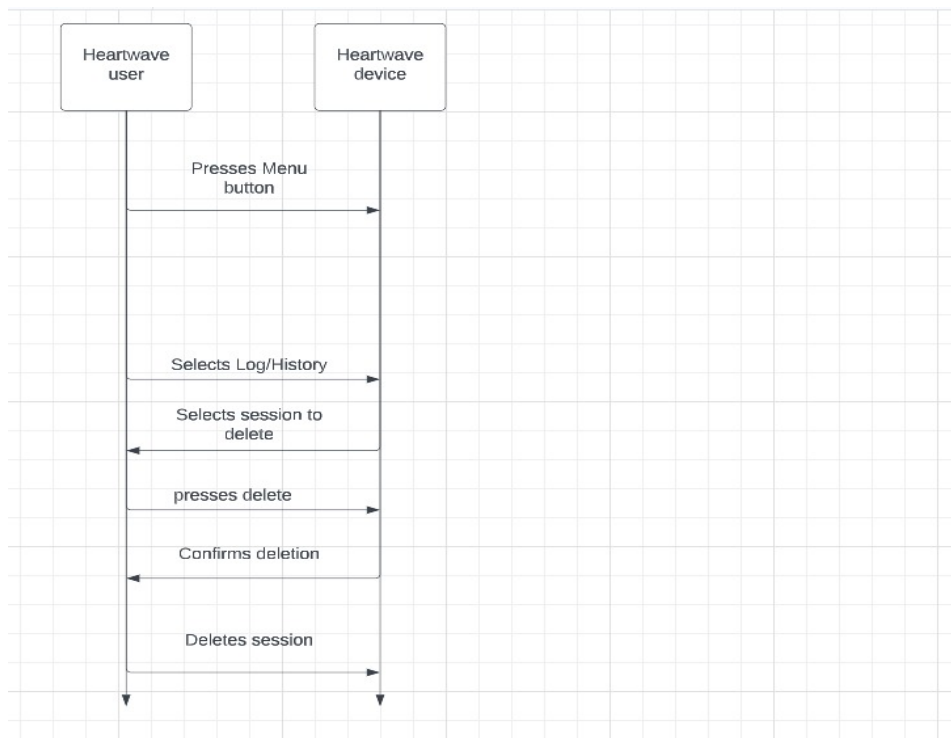 Heartwave
user
Heartwave
device
Presses Menu
button
Selects Log/History
Selects session to
delete
presses delete
Confirms deletion
Deletes session